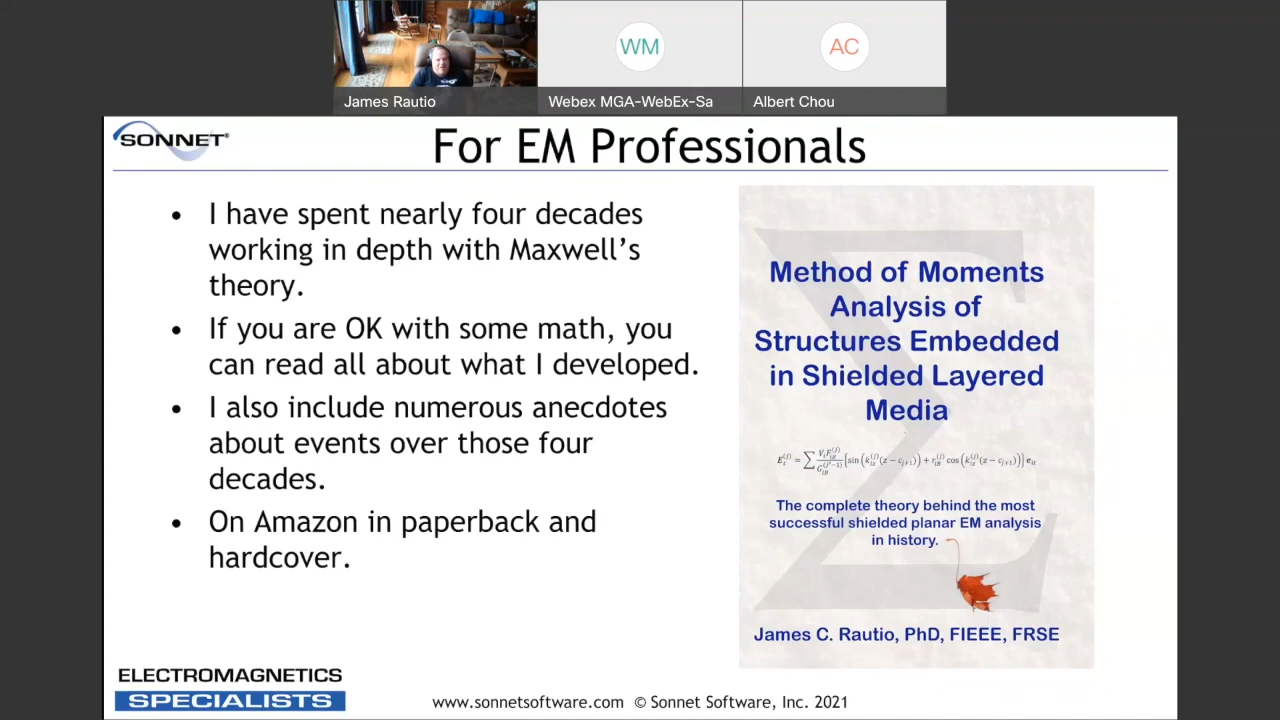 WM
AC
James Rautio
Webex MGA-WebEx-Sa
Albert Chou
SONNET®
For EM Professionals
• I have spent nearly four decades
working in depth with Maxwell's
theory.
• If you are OK with some math, you
can read all about what I developed.
• I also include numerous anecdotes
about events over those four
decades.
• On Amazon in paperback and
hardcover.
Method of Moments
Analysis of
Structures Embedded
in Shielded Layered
Media
The complete theory behind the most
successful shielded planar EM analysis
in history.
James C. Rautio, PhD, FIEEE, FRSE
ELECTROMAGNETICS
SPECIALISTS
www.sonnetsoftware.com © Sonnet Software, Inc. 2021